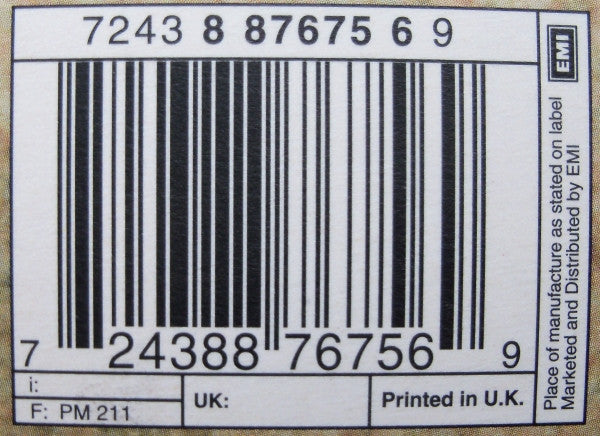 7243 8 87675 6 9
7 24388 76756 9
i:
F: PM 211
UK:
Printed in U.K.
EMI
Place of manufacture as stated on label
Marketed and Distributed by EMI